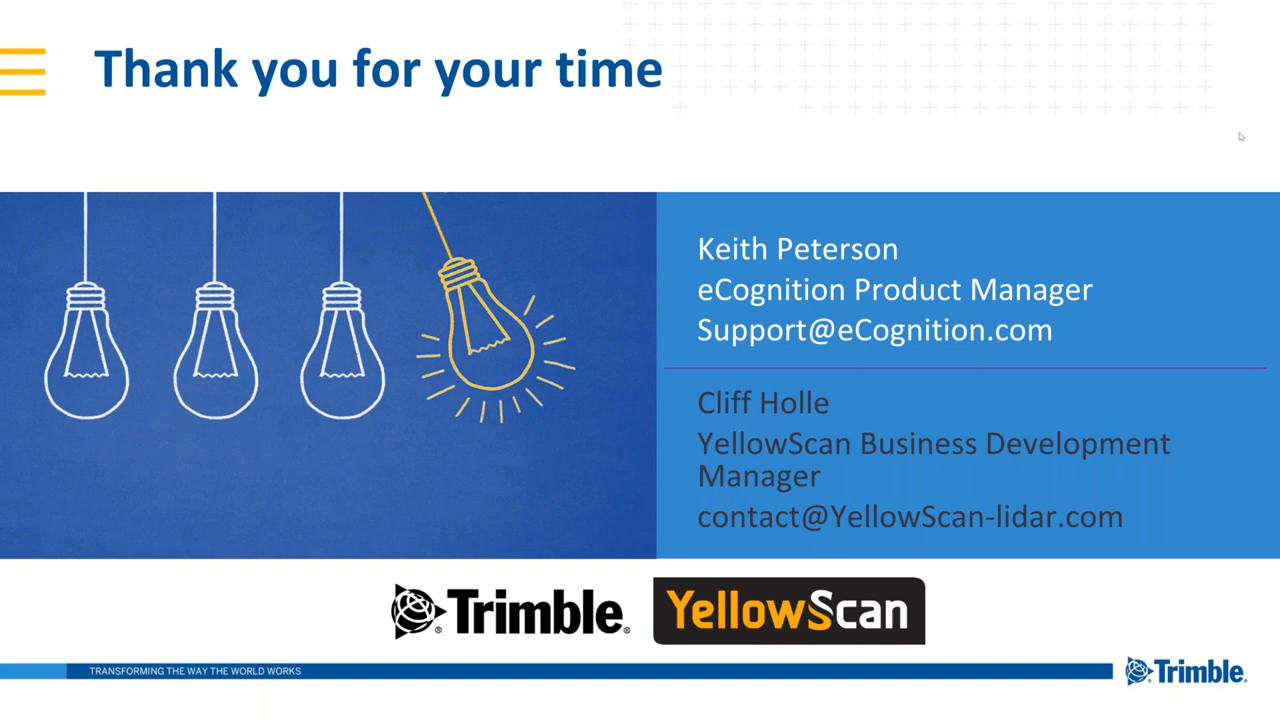 Thank you for your time
Keith Peterson
eCognition Product Manager
Support@eCognition.com
Cliff Holle
YellowScan Business Development
Manager
contact@YellowScan-lidar.com
Trimble®
YellowScan
TRANSFORMING THE WAY THE WORLD WORKS
Trimble®